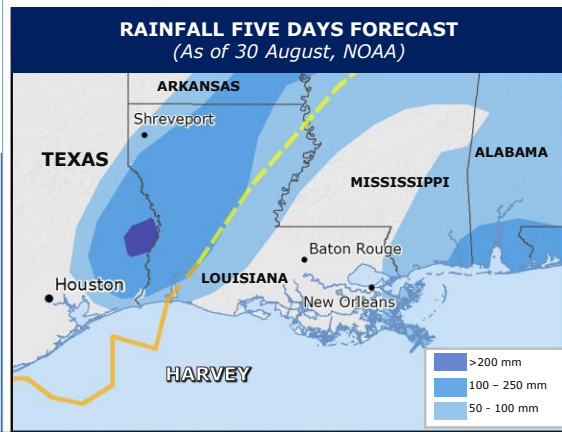 RAINFALL FIVE DAYS FORECAST
(As of 30 August, NOAA)
ARKANSAS
Shreveport
TEXAS
ALABAMA
MISSISSIPPI
Baton Rouge
LOUISIANA
Houston
New Orleans
HARVEY
>200 mm
100 – 250 mm
50 - 100 mm